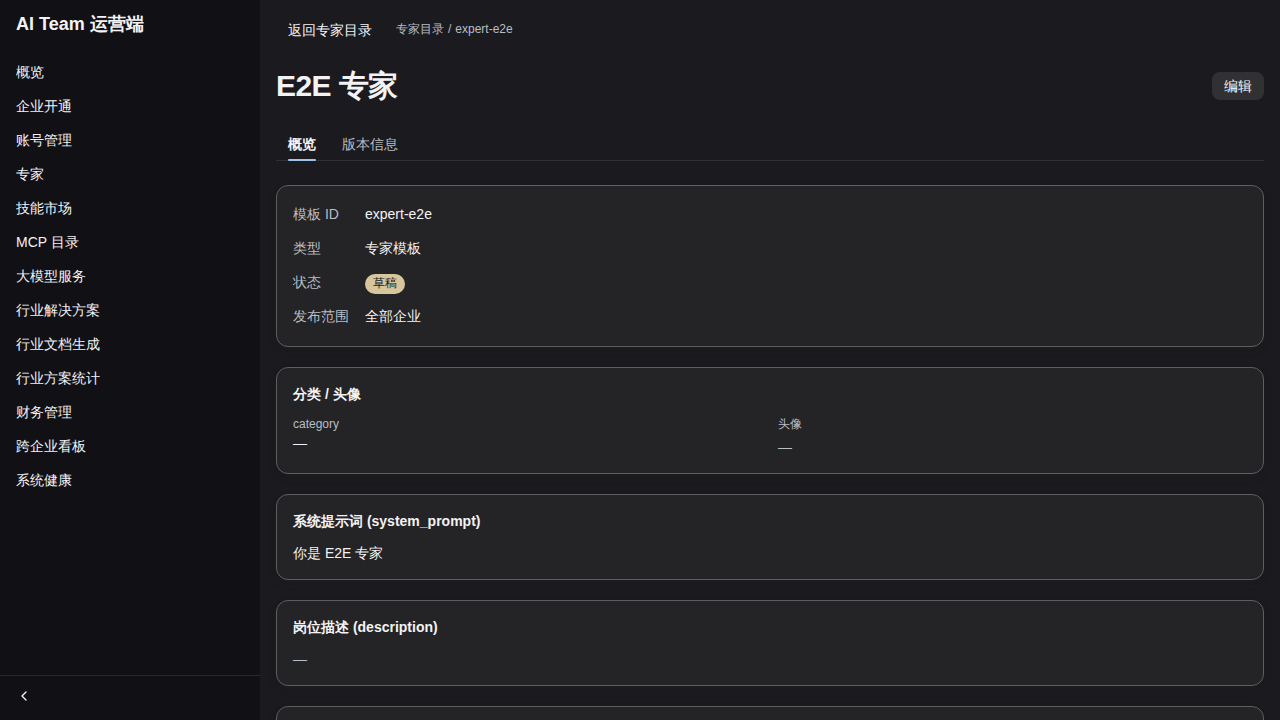 AI Team 运营端
概览
企业开通
账号管理
专家
技能市场
MCP 目录
大模型服务
行业解决方案
行业文档生成
行业方案统计
财务管理
跨企业看板
系统健康
返回专家目录 专家目录 / expert-e2e
E2E 专家
编辑
概览 版本信息
模板 ID expert-e2e
类型 专家模板
状态 草稿
发布范围 全部企业
分类 / 头像
category 头像
— —
系统提示词 (system_prompt)
你是 E2E 专家
岗位描述 (description)
—